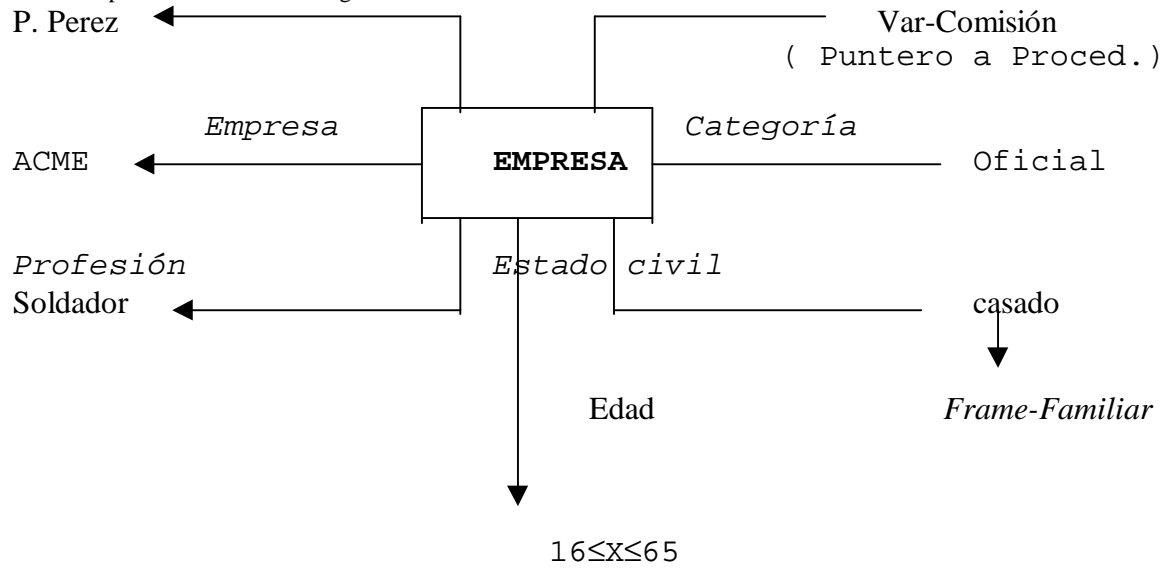 P. Perez
Var-Comisión
( Puntero a Proced.)
Empresa
Categoría
ACME
EMPRESA
Oficial
Profesión
Estado civil
Soldador
casado
Edad
Frame-Familiar
16≤X≤65